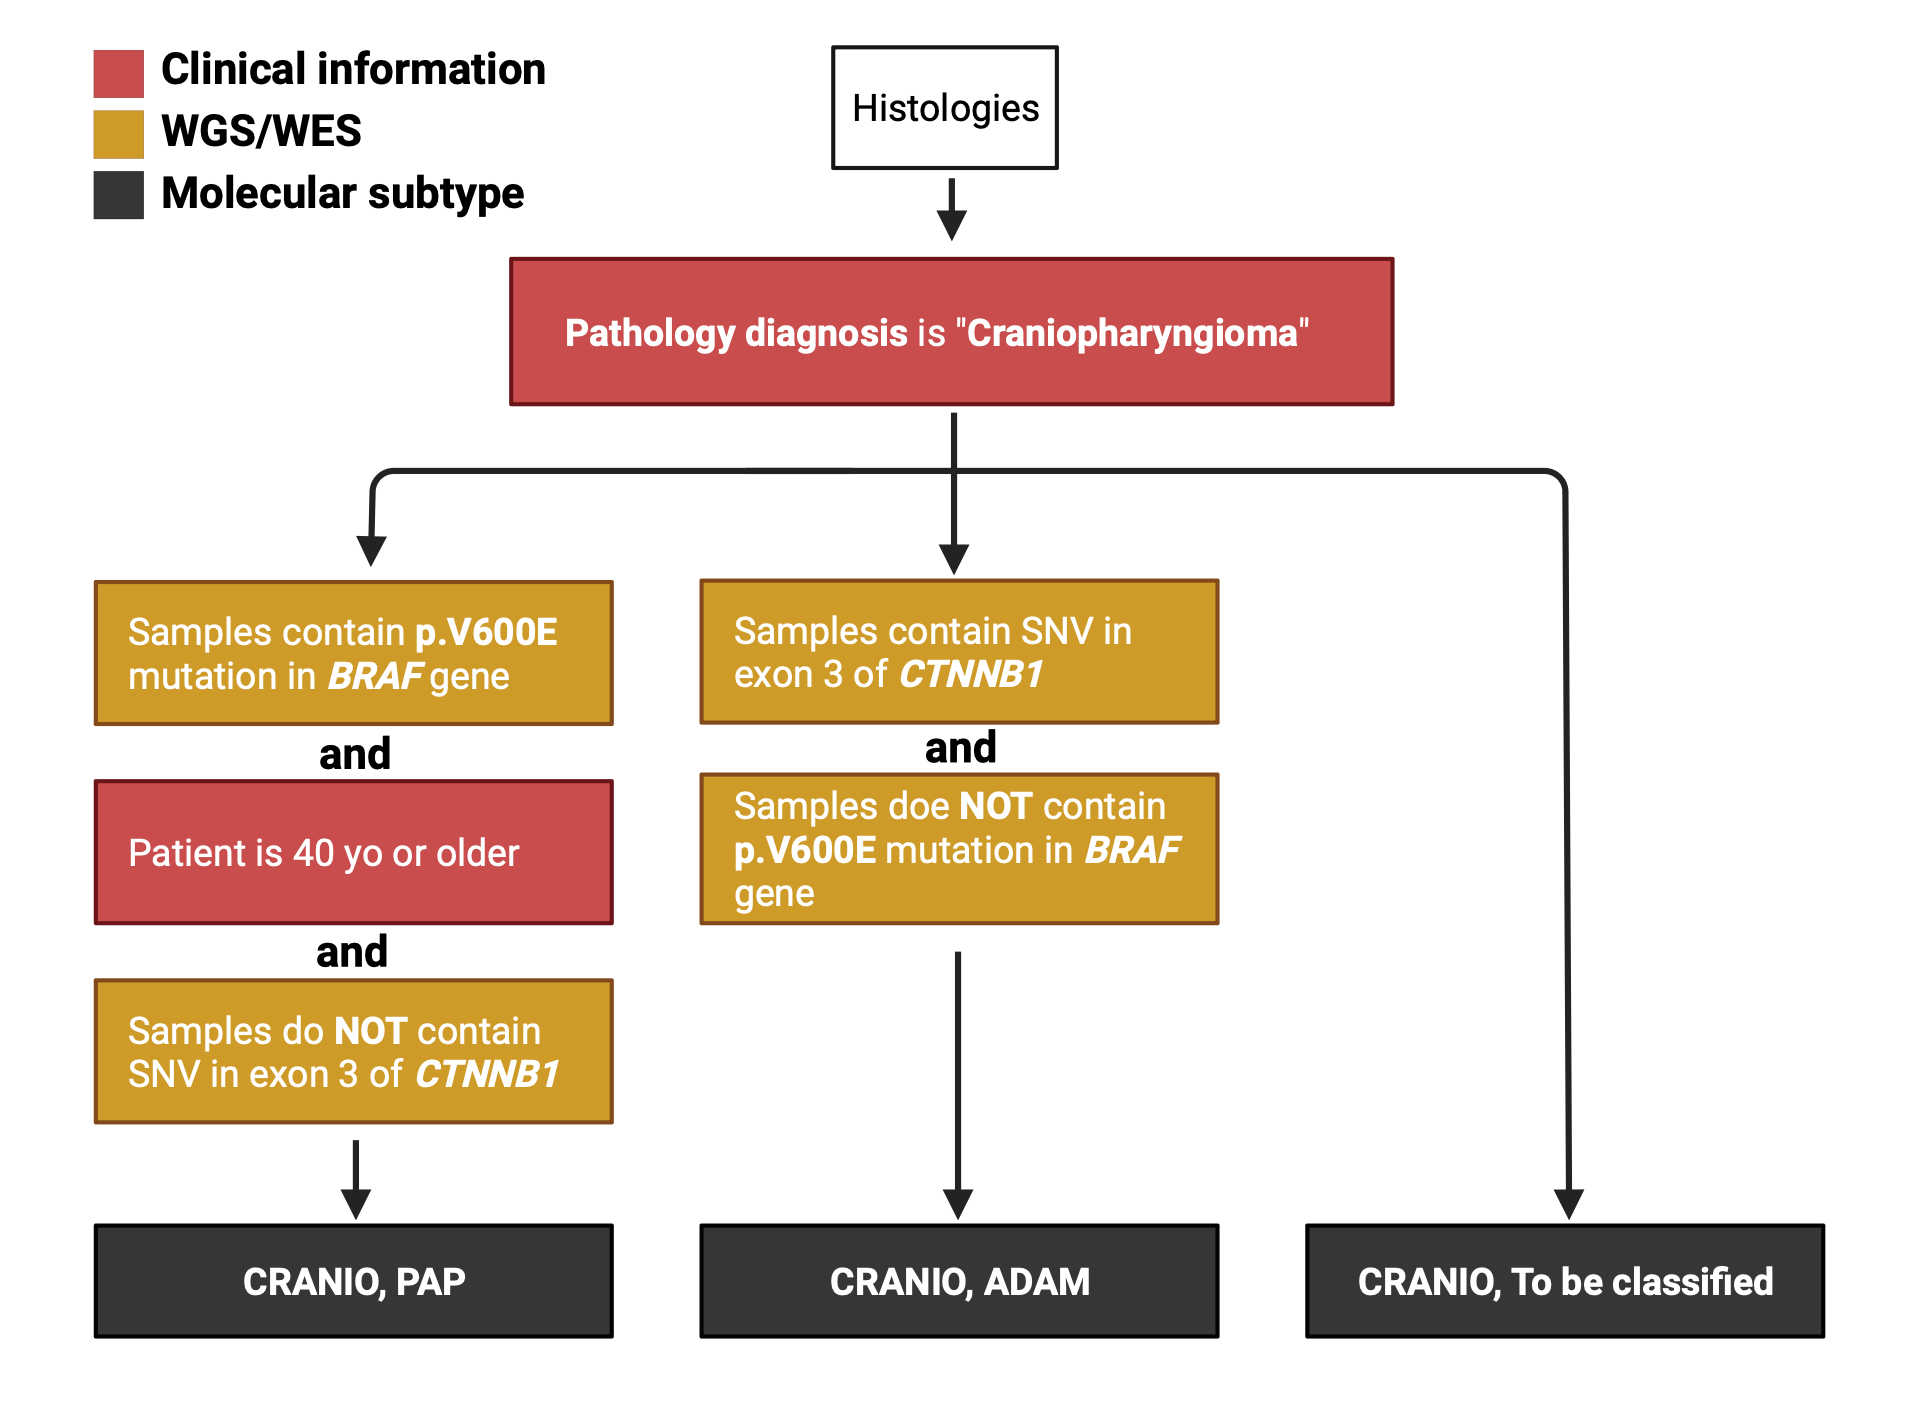 Clinical information
WGS/WES
Molecular subtype
Histologies
Pathology diagnosis is "Craniopharyngioma"
Samples contain p.V600E
mutation in BRAF gene
and
Patient is 40 yo or older
and
Samples do NOT contain
SNV in exon 3 of CTNNB1
CRANIO, PAP
Samples contain SNV in
exon 3 of CTNNB1
and
Samples doe NOT contain
p.V600E mutation in BRAF
gene
CRANIO, ADAM
CRANIO, To be classified